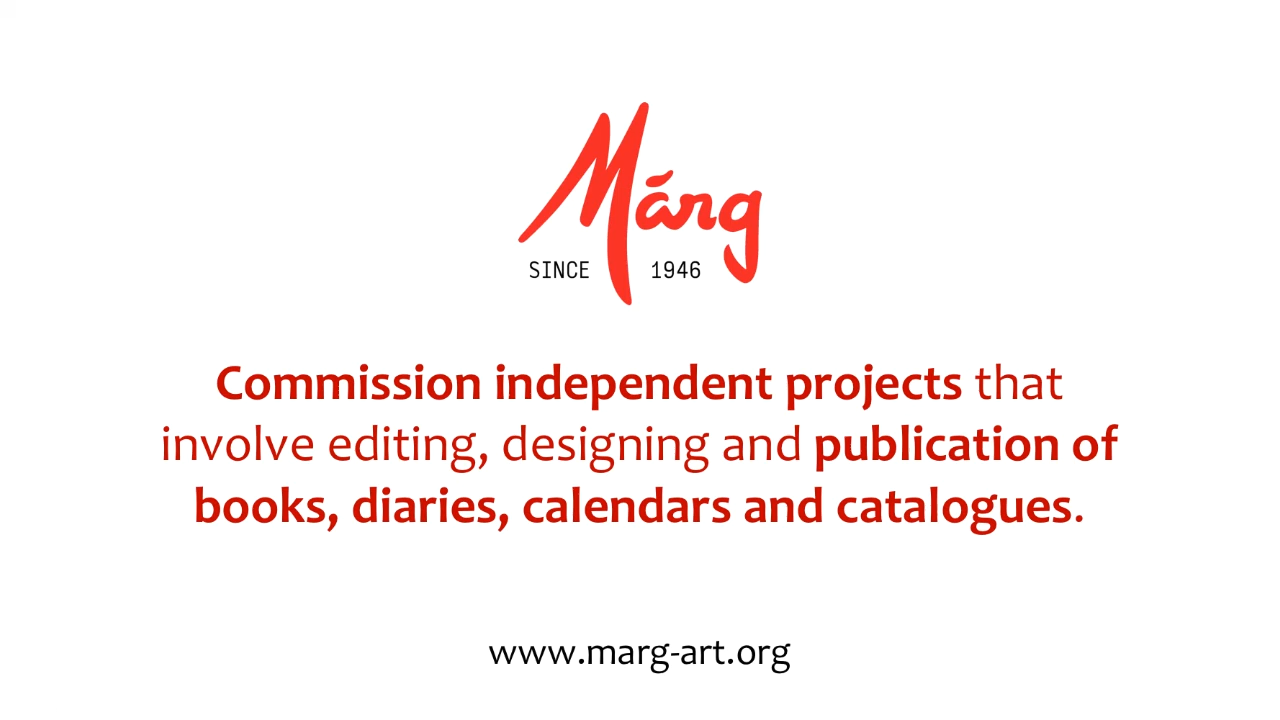 Márg
SINCE 1946
Commission independent projects that
involve editing, designing and publication of
books, diaries, calendars and catalogues.
www.marg-art.org